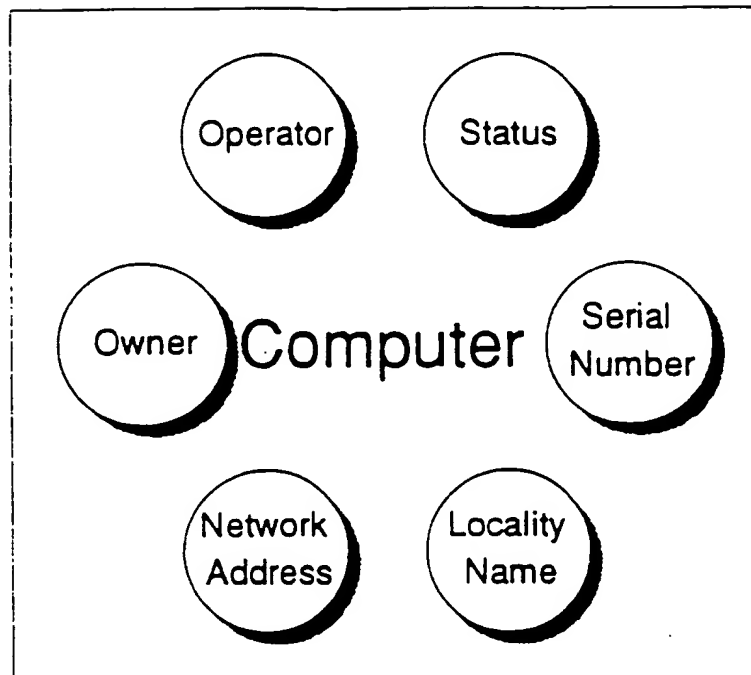 Operator
Status
Owner
Computer
Serial
Number
Network
Address
Locality
Name